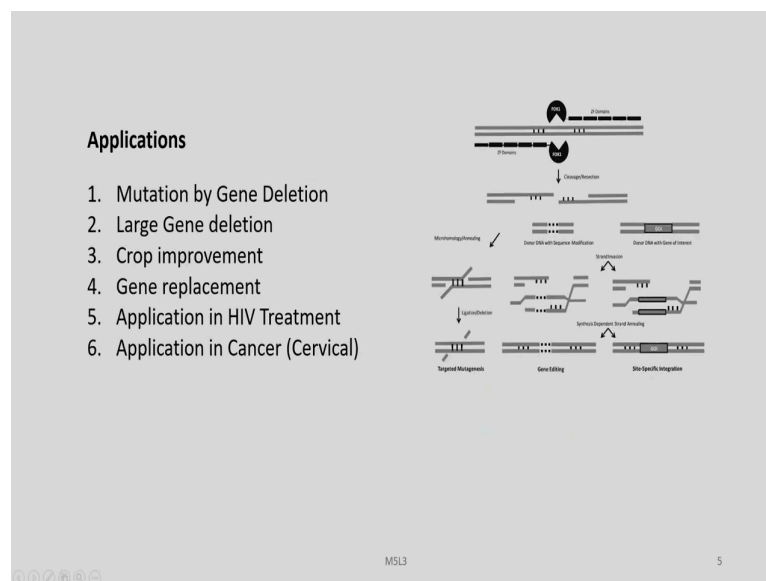 Applications
1. Mutation by Gene Deletion
2. Large Gene deletion
3. Crop improvement
4. Gene replacement
5. Application in HIV Treatment
6. Application in Cancer (Cervical)
FOK1
ZF Domains
ZF Domains
FOK1
Cleavage/Resection
Microhomology/Annealing
Donor DNA with Sequence Modification
GOI
Donor DNA with Gene of Interest
Strand Invasion
Ligation/Deletion
Synthesis Dependent Strand Annealing
GOI
Targeted Mutagenesis
Gene Editing
Site-Specific Integration
M5L3
5